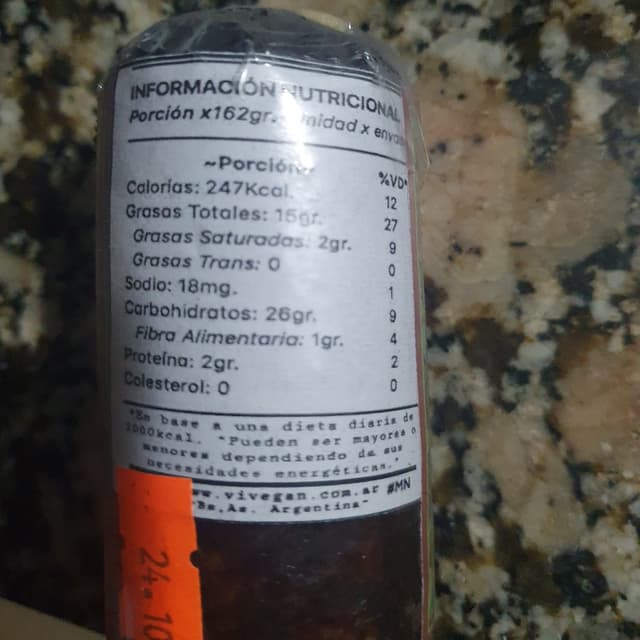 INFORMACIÓN NUTRICIONAL
Porción x162gr. unidad x
~Porción~ %VD*
Calorías: 247Kcal. 12
Grasas Totales: 15gr. 27
Grasas Saturadas: 2gr. 9
Grasas Trans: 0 0
Sodio: 18mg. 1
Carbohidratos: 26gr. 9
Fibra Alimentaria: 1gr. 4
Proteína: 2gr. 2
Colesterol: 0 0
*En base a una dieta diaria de
2000kcal. "Pueden ser mayores o
menores dependiendo de sus
necesidades energéticas."
www.vivegan.com.ar #MN
Bs,As. Argentina"
24